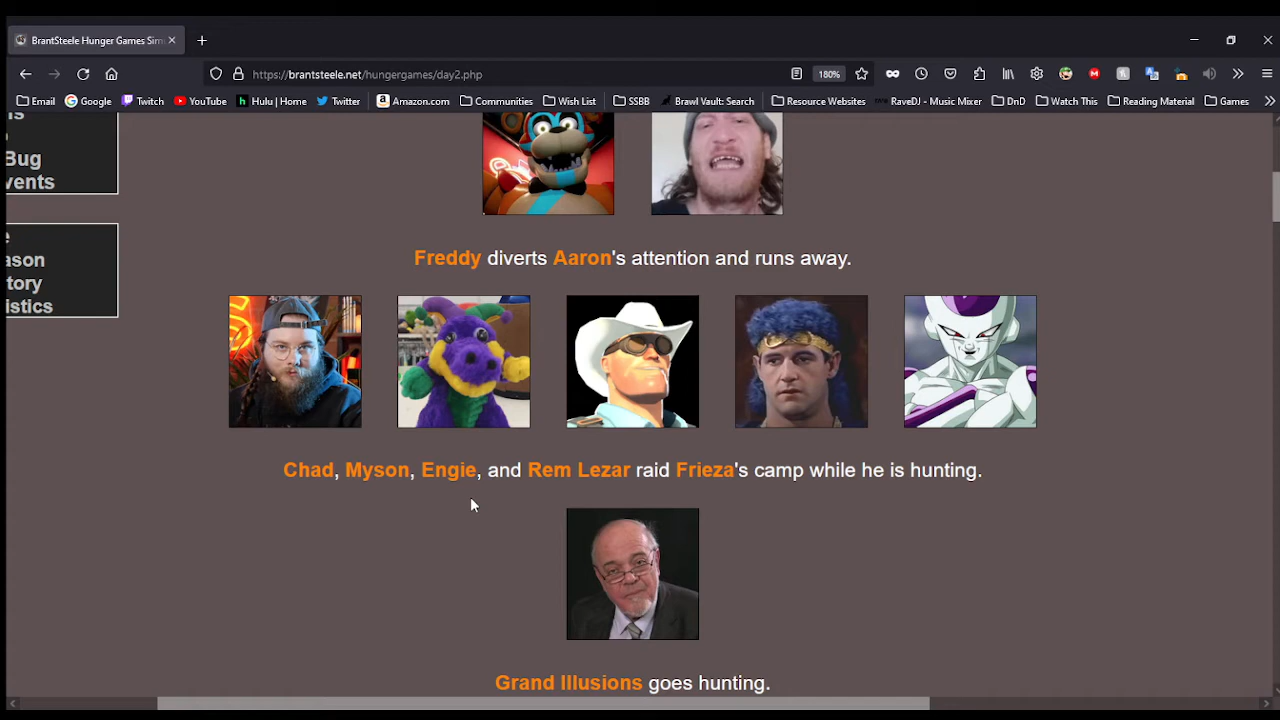 BrantSteele Hunger Games Sim
https://brantsteele.net/hungergames/day2.php
180%
Email
Google
Twitch
YouTube
Hulu | Home
Twitter
Amazon.com
Communities
Wish List
SSBB
Brawl Vault: Search
Resource Websites
RaveDJ - Music Mixer
DnD
Watch This
Reading Material
Games
Bug
vents
ason
tory
istics
Freddy diverts Aaron's attention and runs away.
Chad, Myson, Engie, and Rem Lezar raid Frieza's camp while he is hunting.
Grand Illusions goes hunting.